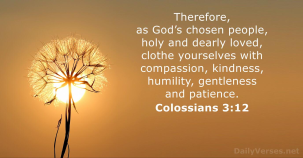 Therefore,
as God's chosen people,
holy and dearly loved,
clothe yourselves with
compassion, kindness,
humility, gentleness
and patience.
Colossians 3:12
DailyVerses.net